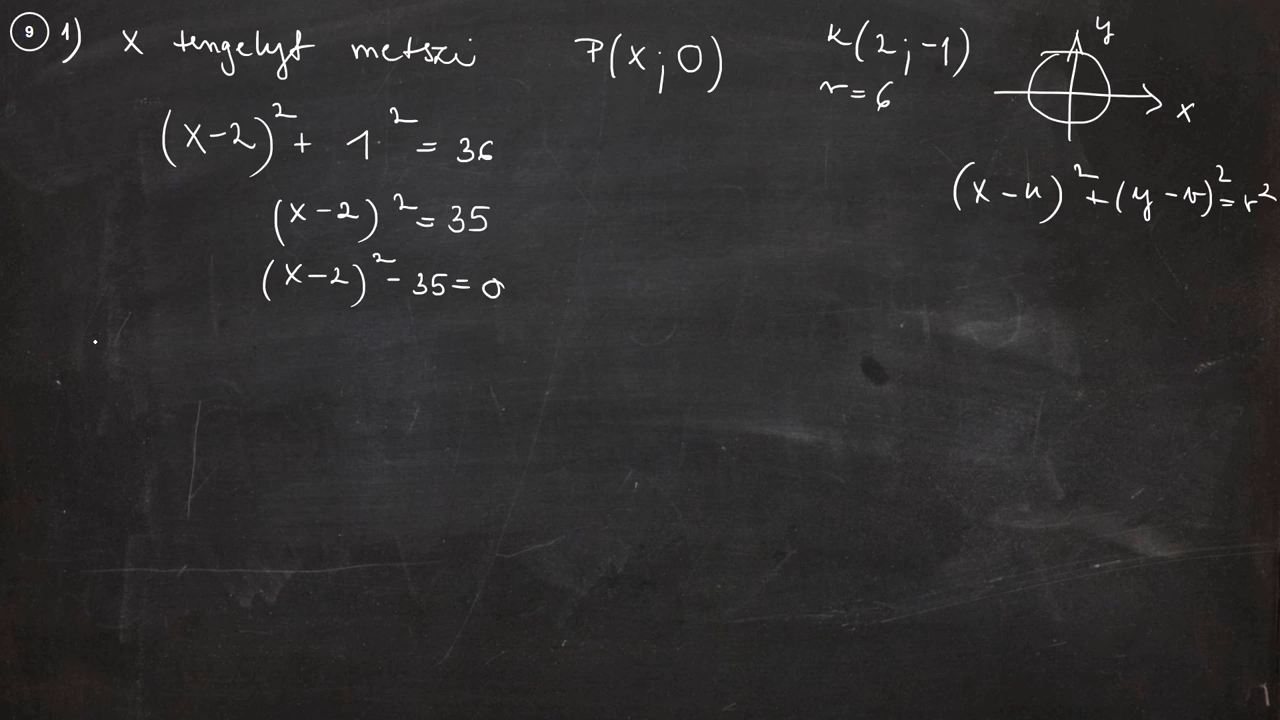 9 1) x tengelyt metszi P(x;0) K(2;-1)
r=6
y
x
(x-2)² + 1² = 36
(x-u)² + (y-v)² = r²
(x-2)² = 35
(x-2)² - 35 = 0